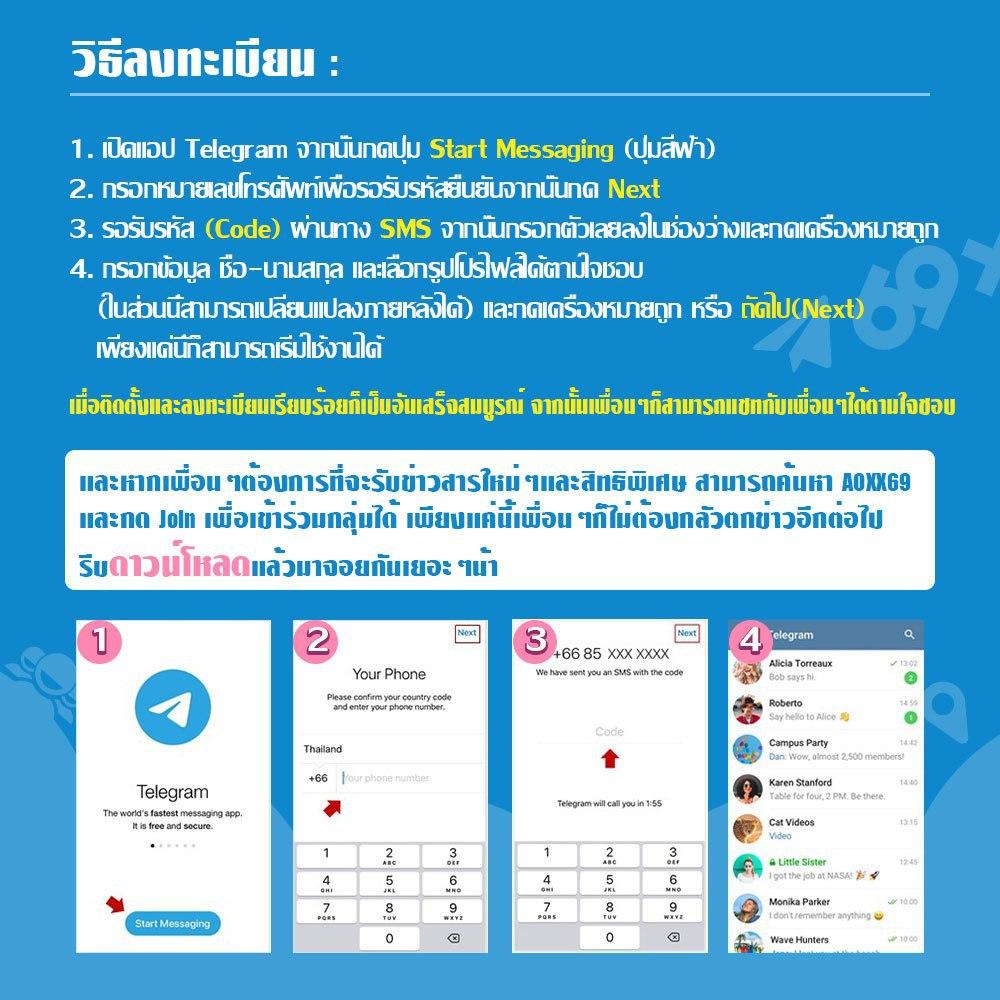 วิธีลงทะเบียน :
1. เปิดแอป Telegram จากนั้นกดปุ่ม Start Messaging (ปุ่มสีฟ้า)
2. กรอกหมายเลขโทรศัพท์เพื่อรอรับรหัสยืนยันจากนั้นกด Next
3. รอรับรหัส (Code) ผ่านทาง SMS จากนั้นกรอกตัวเลยลงในช่องว่างและกดเครื่องหมายถูก
4. กรอกข้อมูล ชื่อ-นามสกุล และเลือกรูปโปรไฟล์ได้ตามใจชอบ
(ในส่วนนี้สามารถเปลี่ยนแปลงภายหลังได้) และกดเครื่องหมายถูก หรือ ถัดไป(Next)
เพียงแค่นี้ก็สามารถเริ่มใช้งานได้
เมื่อติดตั้งและลงทะเบียนเรียบร้อยก็เป็นอันเสร็จสมบูรณ์ จากนั้นเพื่อนๆก็สามารถแชทกับเพื่อนๆได้ตามใจชอบ
และหากเพื่อนๆต้องการที่จะรับข่าวสารใหม่ๆและสิทธิพิเศษ สามารถค้นหา AOXX69
และกด Join เพื่อเข้าร่วมกลุ่มได้ เพียงแค่นี้เพื่อนๆก็ไม่ต้องกลัวตกข่าวอีกต่อไป
รีบดาวน์โหลดแล้วมาจอยกันเยอะๆน้า
69+
1
Telegram
The world's fastest messaging app.
It is free and secure.
Start Messaging
2
Next
Your Phone
Please confirm your country code
and enter your phone number.
Thailand
+66 Your phone number
1 2 3
ABC DEF
4 5 6
GHI JKL MNO
7 8 9
PQRS TUV WXYZ
0
3
Next
+66 85 XXX XXXX
We have sent you an SMS with the code
Code
Telegram will call you in 1:55
1 2 3
ABC DEF
4 5 6
GHI JKL MNO
7 8 9
PQRS TUV WXYZ
0
4
Telegram
Alicia Torreaux 13:02
Bob says hi. 2
Roberto 14:59
Say hello to Alice 👋 1
Campus Party 14:42
Dan: Wow, almost 2,500 members!
Karen Stanford 14:40
Table for four, 2 PM. Be there.
Cat Videos 13:15
Video
Little Sister 12:45
I got the job at NASA! 🎉 🚀
Monika Parker 10:00
I don't remember anything 😄
Wave Hunters 10:00